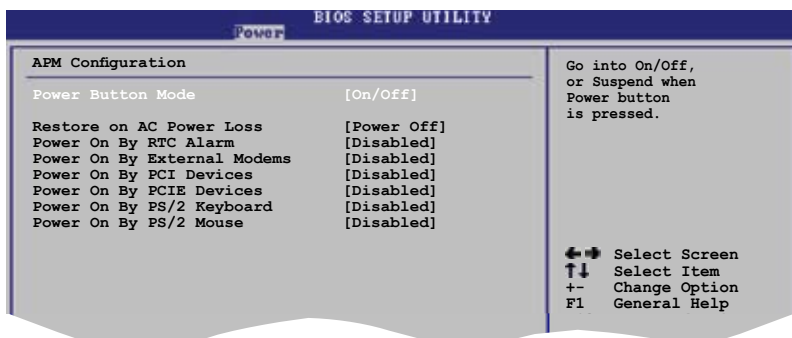 BIOS SETUP UTILITY
Power
APM Configuration
Power Button Mode [On/Off]
Restore on AC Power Loss [Power Off]
Power On By RTC Alarm [Disabled]
Power On By External Modems [Disabled]
Power On By PCI Devices [Disabled]
Power On By PCIE Devices [Disabled]
Power On By PS/2 Keyboard [Disabled]
Power On By PS/2 Mouse [Disabled]
Go into On/Off,
or Suspend when
Power button
is pressed.
←→ Select Screen
↑↓ Select Item
+- Change Option
F1 General Help